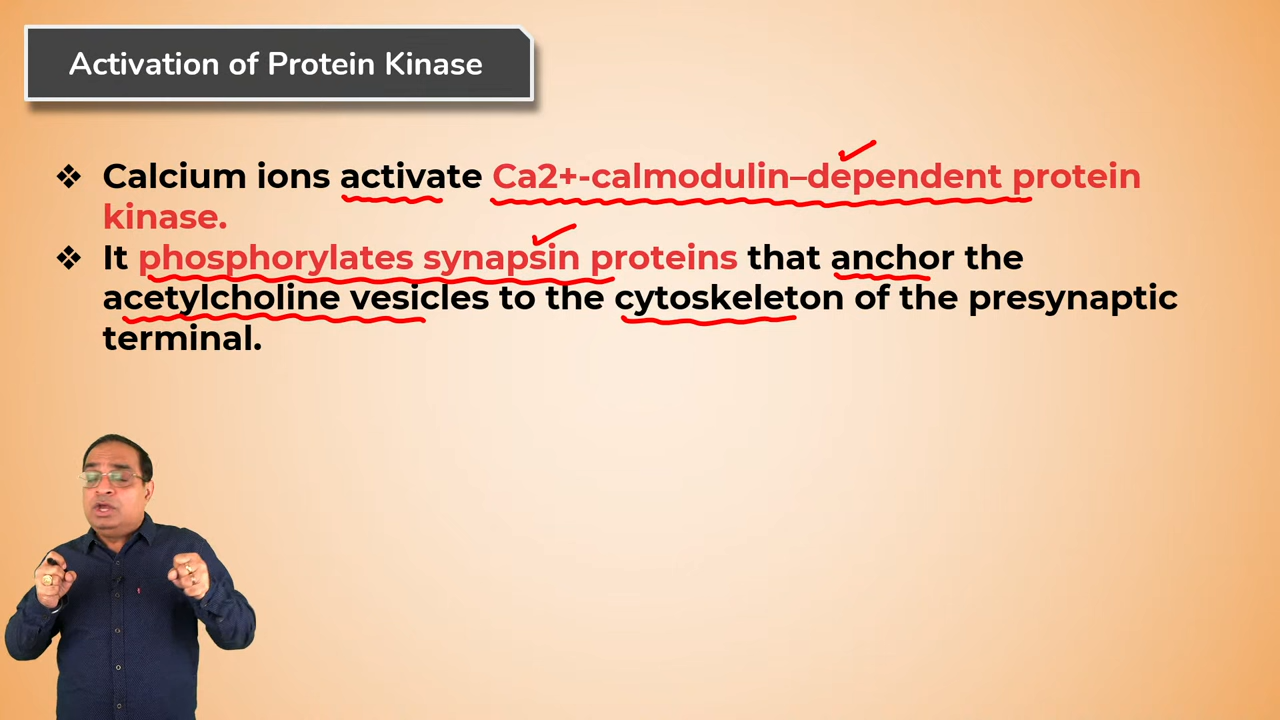 Activation of Protein Kinase
❖ Calcium ions activate Ca2+-calmodulin–dependent protein
kinase.
❖ It phosphorylates synapsin proteins that anchor the
acetylcholine vesicles to the cytoskeleton of the presynaptic
terminal.